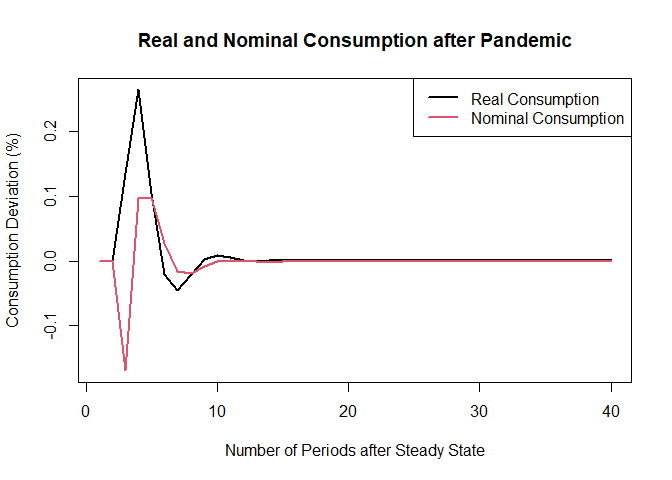 Real and Nominal Consumption after Pandemic
Real Consumption
Nominal Consumption
Consumption Deviation (%)
0.2
0.1
0.0
-0.1
0 10 20 30 40
Number of Periods after Steady State